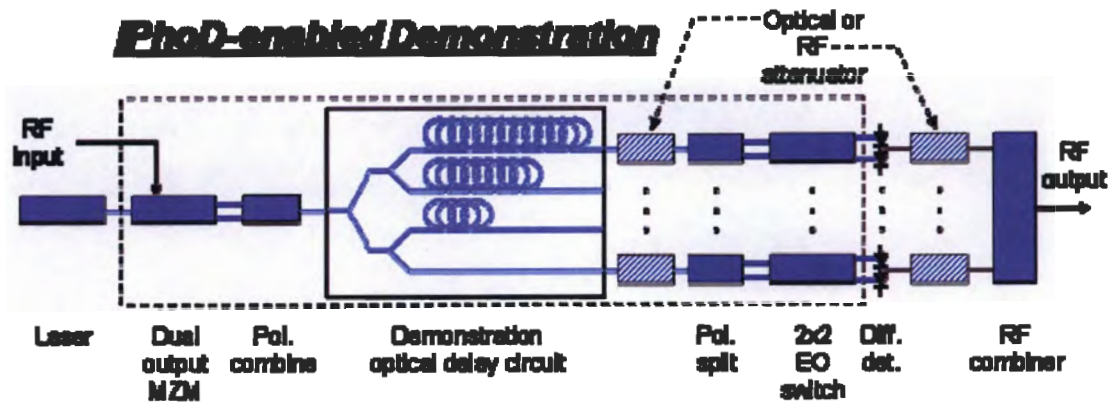 iPhoD-enabled Demonstration
Optical or
RF
attenuator
RF
input
RF
output
Laser
Dual
output
MZM
Pol.
combine
Demonstration
optical delay circuit
Pol.
split
2x2
EO
switch
Diff.
det.
RF
combiner